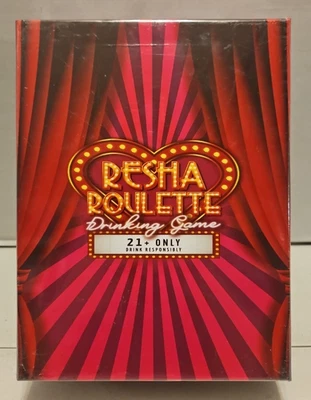 RESHA
ROULETTE
Drinking Game
21+ ONLY
DRINK RESPONSIBLY